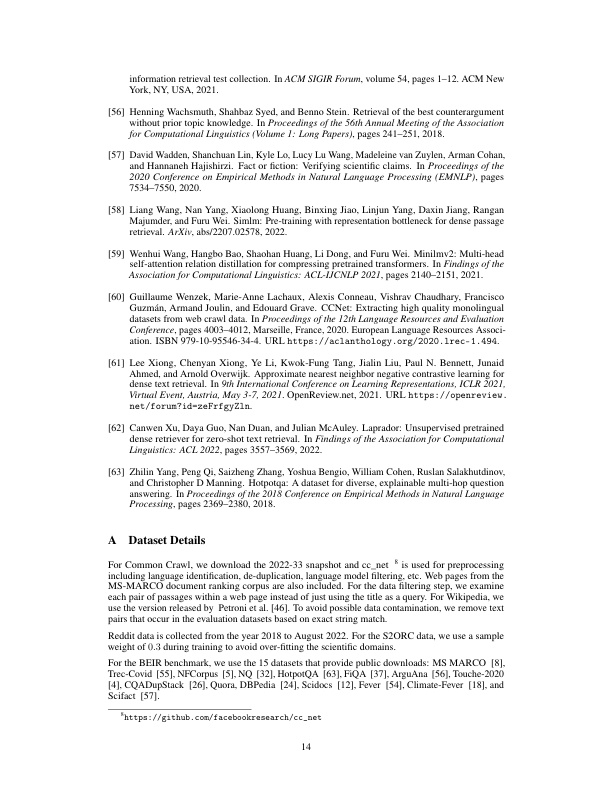 information retrieval test collection. In ACM SIGIR Forum, volume 54, pages 1–12. ACM New
York, NY, USA, 2021.
[56] Henning Wachsmuth, Shahbaz Syed, and Benno Stein. Retrieval of the best counterargument
without prior topic knowledge. In Proceedings of the 56th Annual Meeting of the Association
for Computational Linguistics (Volume 1: Long Papers), pages 241–251, 2018.
[57] David Wadden, Shanchuan Lin, Kyle Lo, Lucy Lu Wang, Madeleine van Zuylen, Arman Cohan,
and Hannaneh Hajishirzi. Fact or fiction: Verifying scientific claims. In Proceedings of the
2020 Conference on Empirical Methods in Natural Language Processing (EMNLP), pages
7534–7550, 2020.
[58] Liang Wang, Nan Yang, Xiaolong Huang, Binxing Jiao, Linjun Yang, Daxin Jiang, Rangan
Majumder, and Furu Wei. Simlm: Pre-training with representation bottleneck for dense passage
retrieval. ArXiv, abs/2207.02578, 2022.
[59] Wenhui Wang, Hangbo Bao, Shaohan Huang, Li Dong, and Furu Wei. Minilmv2: Multi-head
self-attention relation distillation for compressing pretrained transformers. In Findings of the
Association for Computational Linguistics: ACL-IJCNLP 2021, pages 2140–2151, 2021.
[60] Guillaume Wenzek, Marie-Anne Lachaux, Alexis Conneau, Vishrav Chaudhary, Francisco
Guzmán, Armand Joulin, and Edouard Grave. CCNet: Extracting high quality monolingual
datasets from web crawl data. In Proceedings of the 12th Language Resources and Evaluation
Conference, pages 4003–4012, Marseille, France, 2020. European Language Resources Associ-
ation. ISBN 979-10-95546-34-4. URL https://aclanthology.org/2020.lrec-1.494.
[61] Lee Xiong, Chenyan Xiong, Ye Li, Kwok-Fung Tang, Jialin Liu, Paul N. Bennett, Junaid
Ahmed, and Arnold Overwijk. Approximate nearest neighbor negative contrastive learning for
dense text retrieval. In 9th International Conference on Learning Representations, ICLR 2021,
Virtual Event, Austria, May 3-7, 2021. OpenReview.net, 2021. URL https://openreview.
net/forum?id=zeFrfgyZln.
[62] Canwen Xu, Daya Guo, Nan Duan, and Julian McAuley. Laprador: Unsupervised pretrained
dense retriever for zero-shot text retrieval. In Findings of the Association for Computational
Linguistics: ACL 2022, pages 3557–3569, 2022.
[63] Zhilin Yang, Peng Qi, Saizheng Zhang, Yoshua Bengio, William Cohen, Ruslan Salakhutdinov,
and Christopher D Manning. Hotpotqa: A dataset for diverse, explainable multi-hop question
answering. In Proceedings of the 2018 Conference on Empirical Methods in Natural Language
Processing, pages 2369–2380, 2018.
A Dataset Details
For Common Crawl, we download the 2022-33 snapshot and cc_net 8 is used for preprocessing
including language identification, de-duplication, language model filtering, etc. Web pages from the
MS-MARCO document ranking corpus are also included. For the data filtering step, we examine
each pair of passages within a web page instead of just using the title as a query. For Wikipedia, we
use the version released by Petroni et al. [46]. To avoid possible data contamination, we remove text
pairs that occur in the evaluation datasets based on exact string match.
Reddit data is collected from the year 2018 to August 2022. For the S2ORC data, we use a sample
weight of 0.3 during training to avoid over-fitting the scientific domains.
For the BEIR benchmark, we use the 15 datasets that provide public downloads: MS MARCO [8],
Trec-Covid [55], NFCorpus [5], NQ [32], HotpotQA [63], FiQA [37], ArguAna [56], Touche-2020
[4], CQADupStack [26], Quora, DBPedia [24], Scidocs [12], Fever [54], Climate-Fever [18], and
Scifact [57].
8https://github.com/facebookresearch/cc_net
14